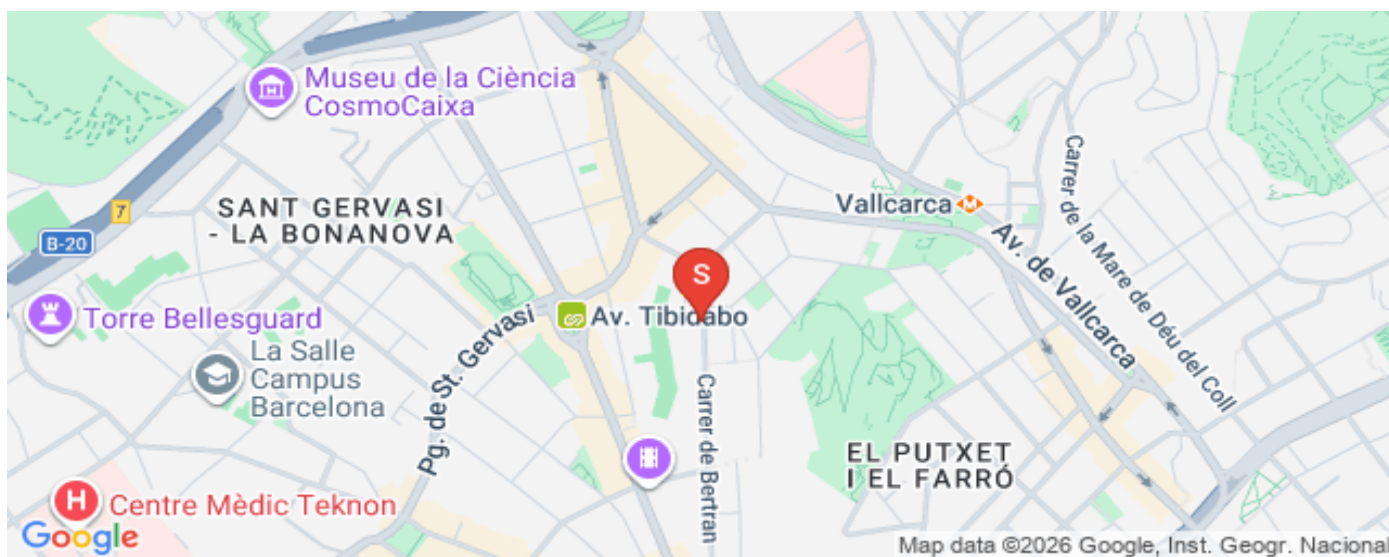 Museu de la Ciència
CosmoCaixa
SANT GERVASI
- LA BONANOVA
7
B-20
Vallcarca
M
Carrer de la Mare de Déu del Coll
Av. de Vallcarca
S
Av. Tibidabo
Torre Bellesguard
Pg. de St. Gervasi
La Salle
Campus
Barcelona
Carrer de Bertran
EL PUTXET
I EL FARRÓ
H
Centre Mèdic Teknon
Google
Map data ©2026 Google, Inst. Geogr. Nacional